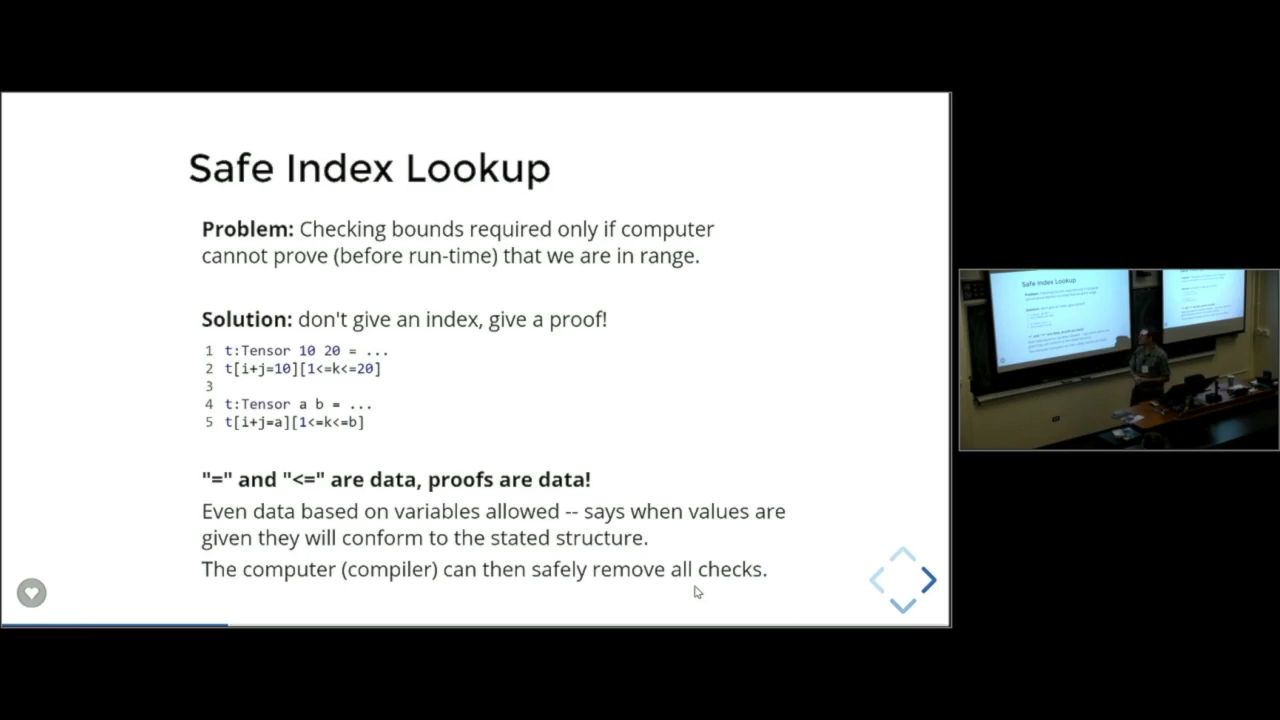 Safe Index Lookup
Problem: Checking bounds required only if computer
cannot prove (before run-time) that we are in range.
Solution: don't give an index, give a proof!
1 t:Tensor 10 20 = ...
2 t[i+j=10][1<=k<=20]
3
4 t:Tensor a b = ...
5 t[i+j=a][1<=k<=b]
"=" and "<=" are data, proofs are data!
Even data based on variables allowed -- says when values are
given they will conform to the stated structure.
The computer (compiler) can then safely remove all checks.
Safe Index Lookup